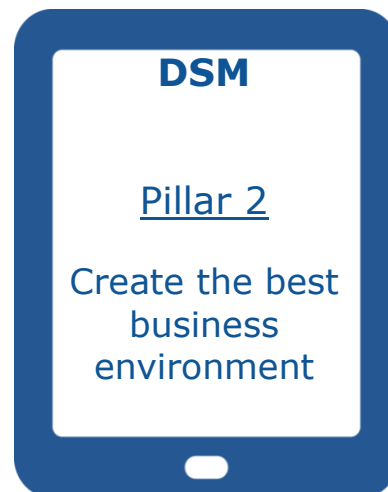 DSM
Pillar 2
Create the best
business
environment